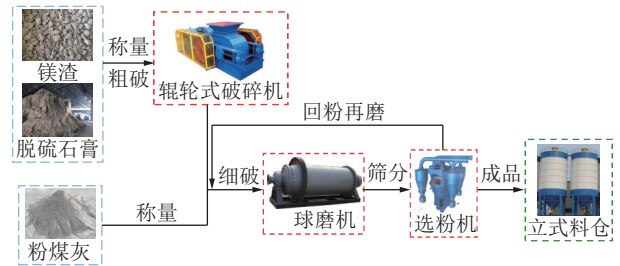 镁渣
脱硫石膏
称量
粗破
辊轮式破碎机
回粉再磨
粉煤灰
称量
细破
球磨机
筛分
选粉机
成品
立式料仓